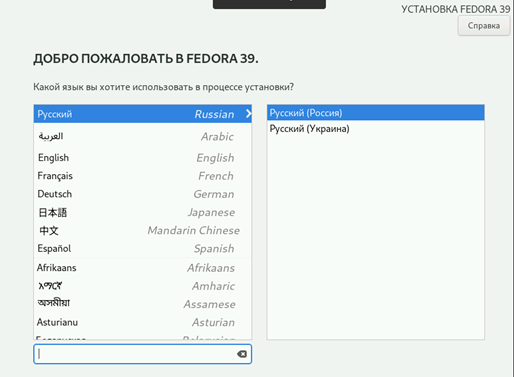 УСТАНОВКА FEDORA 39
Справка
ДОБРО ПОЖАЛОВАТЬ В FEDORA 39.
Какой язык вы хотите использовать в процессе установки?
Русский Russian
العربية Arabic
English English
Français French
Deutsch German
日本語 Japanese
中文 Mandarin Chinese
Español Spanish
Afrikaans Afrikaans
አማርኛ Amharic
অসমীয়া Assamese
Asturianu Asturian
Русский (Россия)
Русский (Украина)